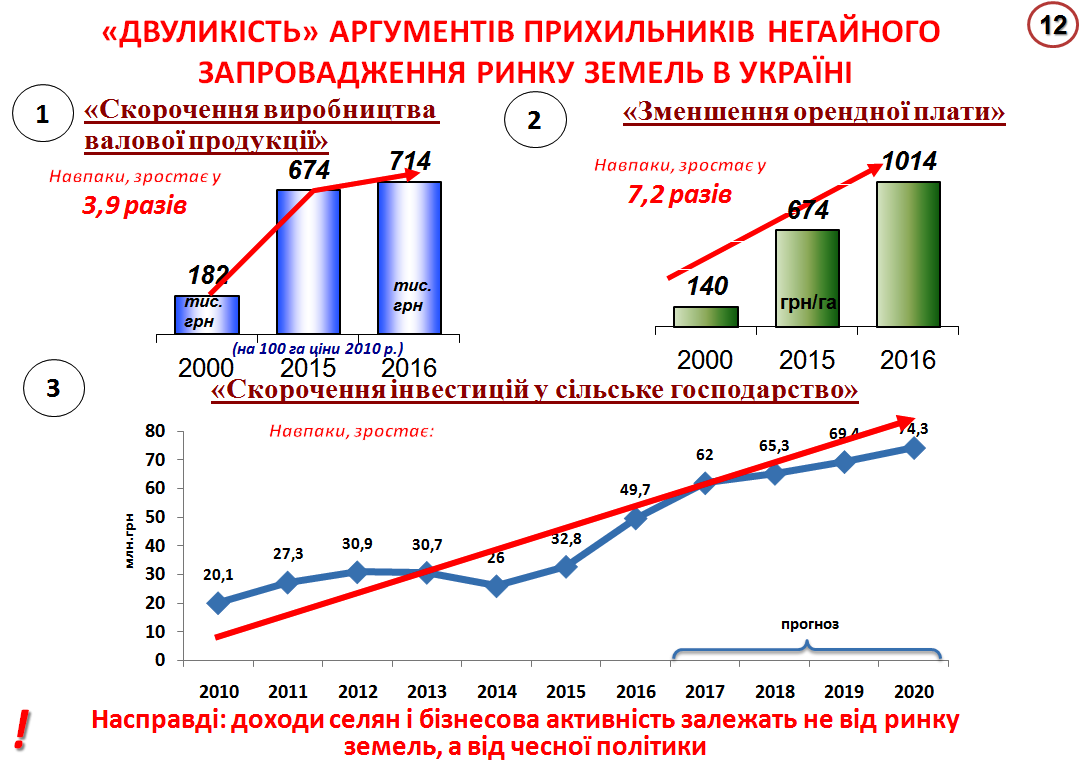 12
«ДВУЛИКІСТЬ» АРГУМЕНТІВ ПРИХИЛЬНИКІВ НЕГАЙНОГО
ЗАПРОВАДЖЕННЯ РИНКУ ЗЕМЕЛЬ В УКРАЇНІ
1
«Скорочення виробництва
валової продукції»
Навпаки, зростає у
3,9 разів
182
674
714
тис.
грн
тис.
грн
(на 100 га ціни 2010 р.)
2000 2015 2016
2
«Зменшення орендної плати»
Навпаки, зростає у
7,2 разів
140
674
1014
грн/га
2000 2015 2016
3
«Скорочення інвестицій у сільське господарство»
Навпаки, зростає:
млн.грн
80
70
60
50
40
30
20
10
0
20,1 27,3 30,9 30,7 26 32,8 49,7 62 65,3 69,4 74,3
прогноз
2010 2011 2012 2013 2014 2015 2016 2017 2018 2019 2020
!
Насправді: доходи селян і бізнесова активність залежать не від ринку
земель, а від чесної політики